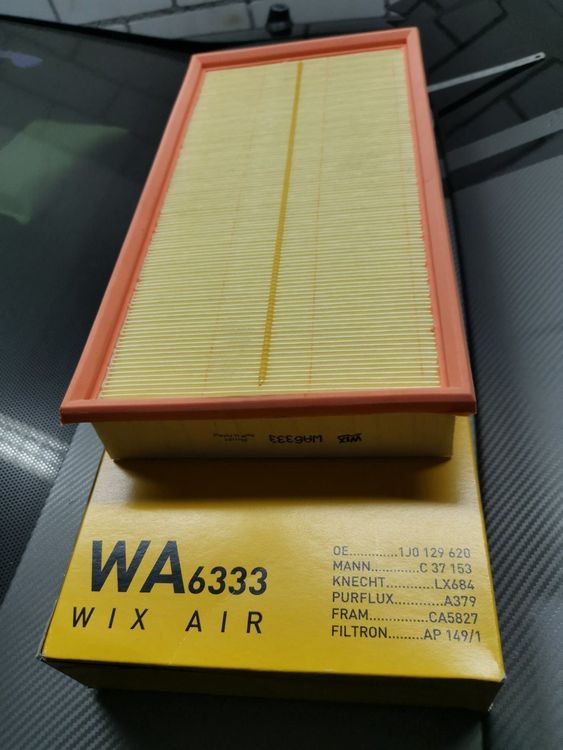 WIX WA6333
WA6333
WIX AIR
OE.............1J0 129 620
MANN.............C 37 153
KNECHT.............LX684
PURFLUX.............A379
FRAM.............CA5827
FILTRON.........AP 149/1